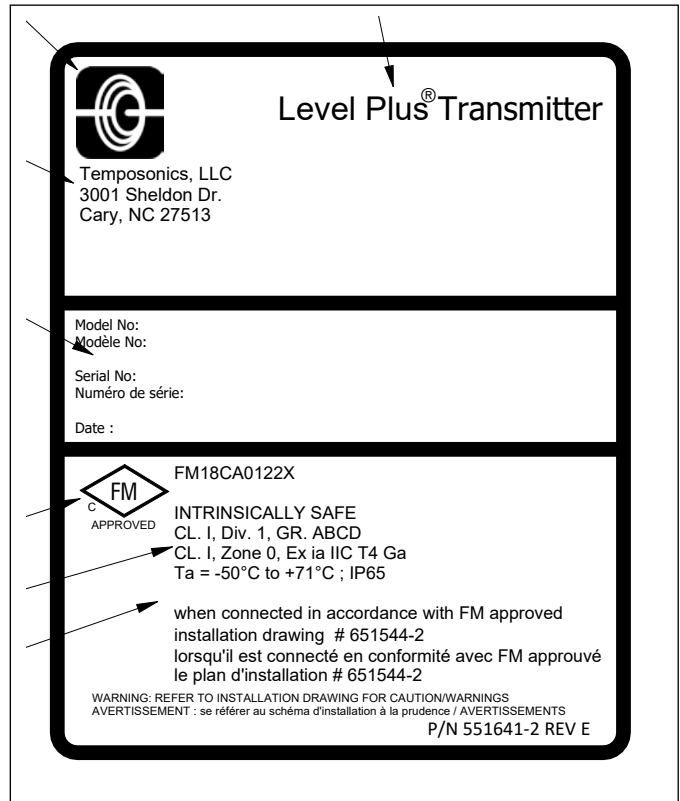 Level Plus® Transmitter
Temposonics, LLC
3001 Sheldon Dr.
Cary, NC 27513
Model No:
Modèle No:
Serial No:
Numéro de série:
Date :
FM
C
APPROVED
FM18CA0122X
INTRINSICALLY SAFE
CL. I, Div. 1, GR. ABCD
CL. I, Zone 0, Ex ia IIC T4 Ga
Ta = -50°C to +71°C ; IP65
when connected in accordance with FM approved
installation drawing # 651544-2
lorsqu'il est connecté en conformité avec FM approuvé
le plan d'installation # 651544-2
WARNING: REFER TO INSTALLATION DRAWING FOR CAUTION/WARNINGS
AVERTISSEMENT : se référer au schéma d'installation à la prudence / AVERTISSEMENTS
P/N 551641-2 REV E